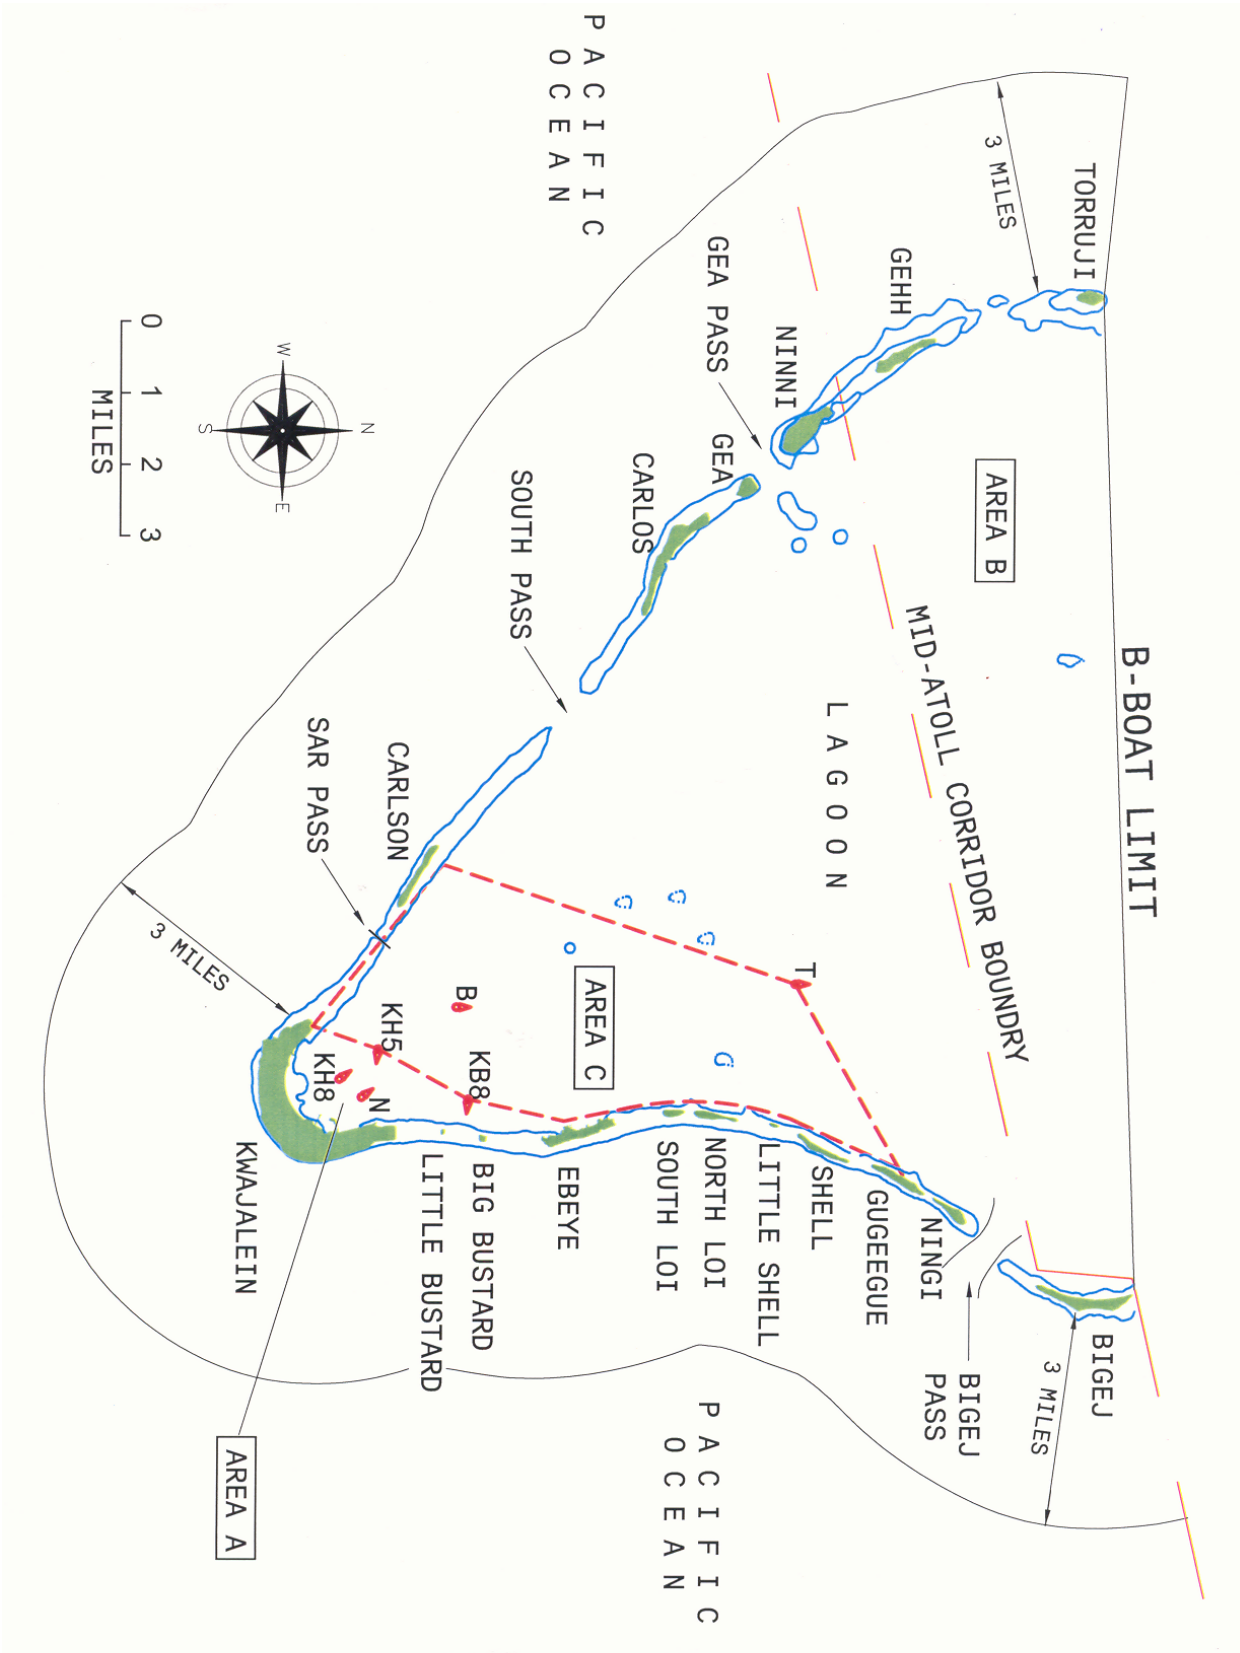 PACIFIC
OCEAN
3 MILES
TORRUJI
GEHH
GEA PASS
NINNI
GEA
CARLOS
SOUTH PASS
AREA B
B-BOAT LIMIT
MID-ATOLL CORRIDOR BOUNDRY
LAGOON
W
N
S
E
0 1 2 3
MILES
SAR PASS
CARLSON
3 MILES
T
B
AREA C
KH5
KB8
KH8
N
G
KWAJALEIN
LITTLE BUSTARD
BIG BUSTARD
EBEYE
SOUTH LOI
NORTH LOI
LITTLE SHELL
SHELL
GUGEEGUE
NINGI
BIGEJ
PASS
BIGEJ
3 MILES
PACIFIC
OCEAN
AREA A